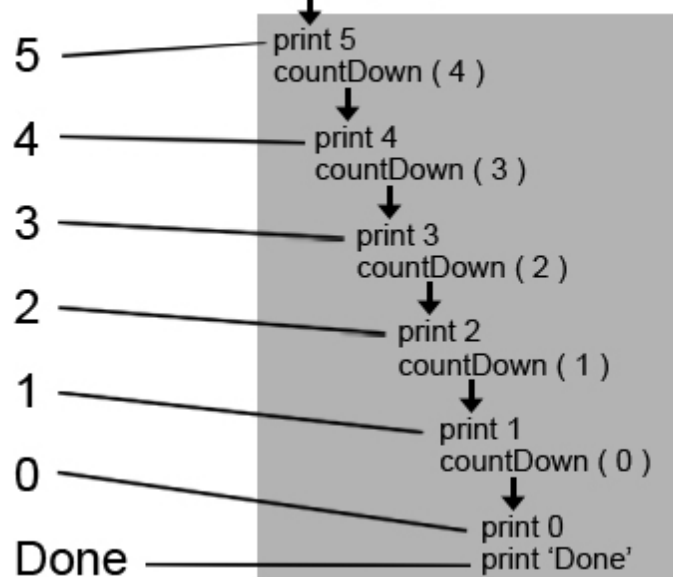 5
print 5
countDown ( 4 )
4
print 4
countDown ( 3 )
3
print 3
countDown ( 2 )
2
print 2
countDown ( 1 )
1
print 1
countDown ( 0 )
0
print 0
Done
print ‘Done’